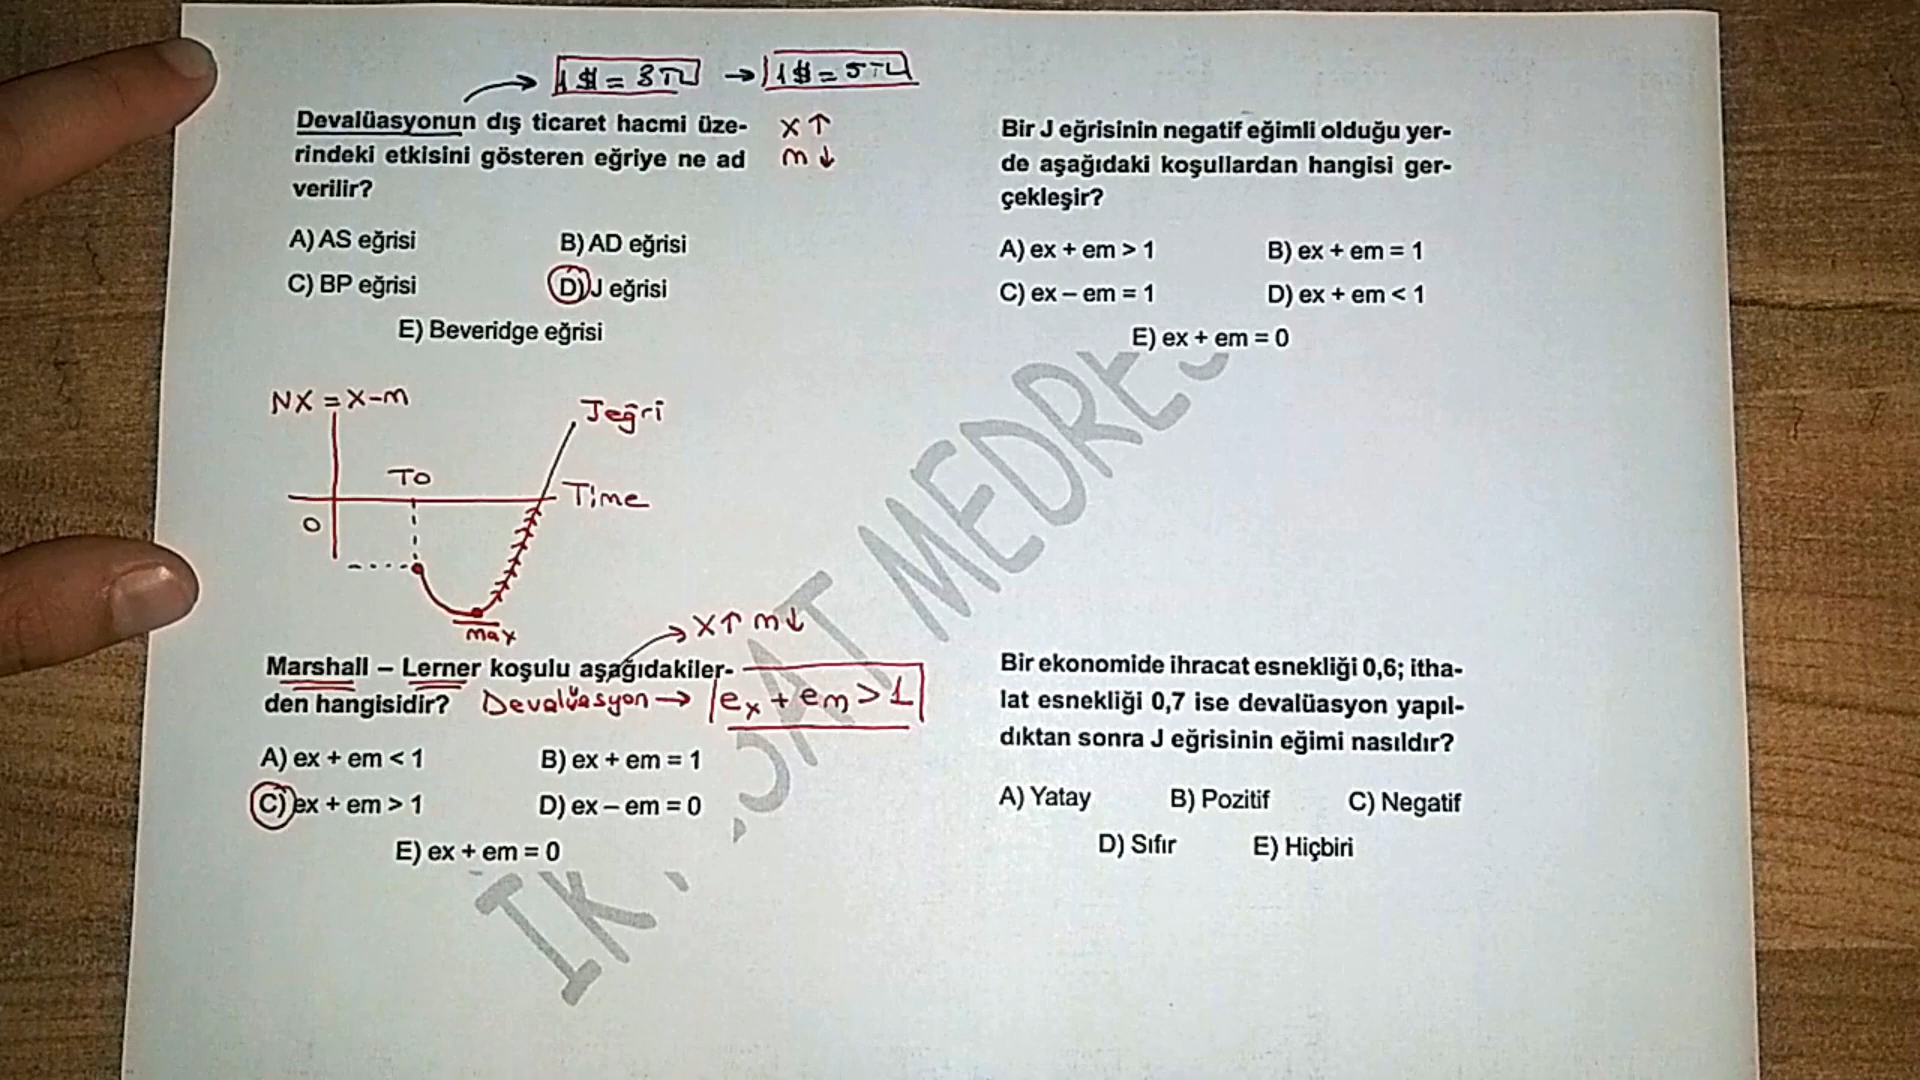 1$ = 3TL → 1$ = 5TL
Devalüasyonun dış ticaret hacmi üze-
rindeki etkisini gösteren eğriye ne ad
verilir?
x ↑
m ↓
A) AS eğrisi
B) AD eğrisi
C) BP eğrisi
D) J eğrisi
E) Beveridge eğrisi
NX = X-m
Jeğri
To
Time
0
max
x↑ m↓
Marshall – Lerner koşulu aşağıdakiler-
den hangisidir?
Devalüasyon → ex + em > 1
A) ex + em < 1
B) ex + em = 1
C) ex + em > 1
D) ex – em = 0
E) ex + em = 0
Bir J eğrisinin negatif eğimli olduğu yer-
de aşağıdaki koşullardan hangisi ger-
çekleşir?
A) ex + em > 1
B) ex + em = 1
C) ex – em = 1
D) ex + em < 1
E) ex + em = 0
Bir ekonomide ihracat esnekliği 0,6; itha-
lat esnekliği 0,7 ise devalüasyon yapıl-
dıktan sonra J eğrisinin eğimi nasıldır?
A) Yatay
B) Pozitif
C) Negatif
D) Sıfır
E) Hiçbiri